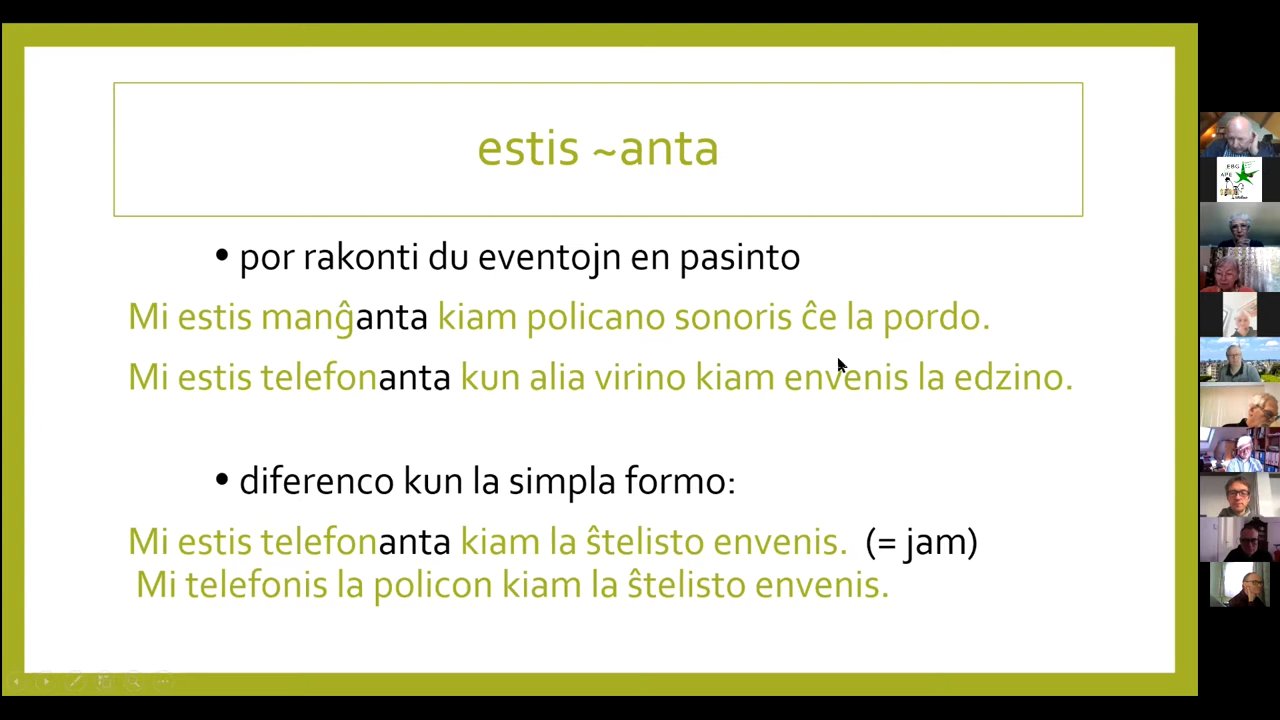 estis ~anta
• por rakonti du eventojn en pasinto
Mi estis manĝanta kiam policano sonoris ĉe la pordo.
Mi estis telefonanta kun alia virino kiam envenis la edzino.
• diferenco kun la simpla formo:
Mi estis telefonanta kiam la ŝtelisto envenis. (= jam)
Mi telefonis la policon kiam la ŝtelisto envenis.
EBG
APE